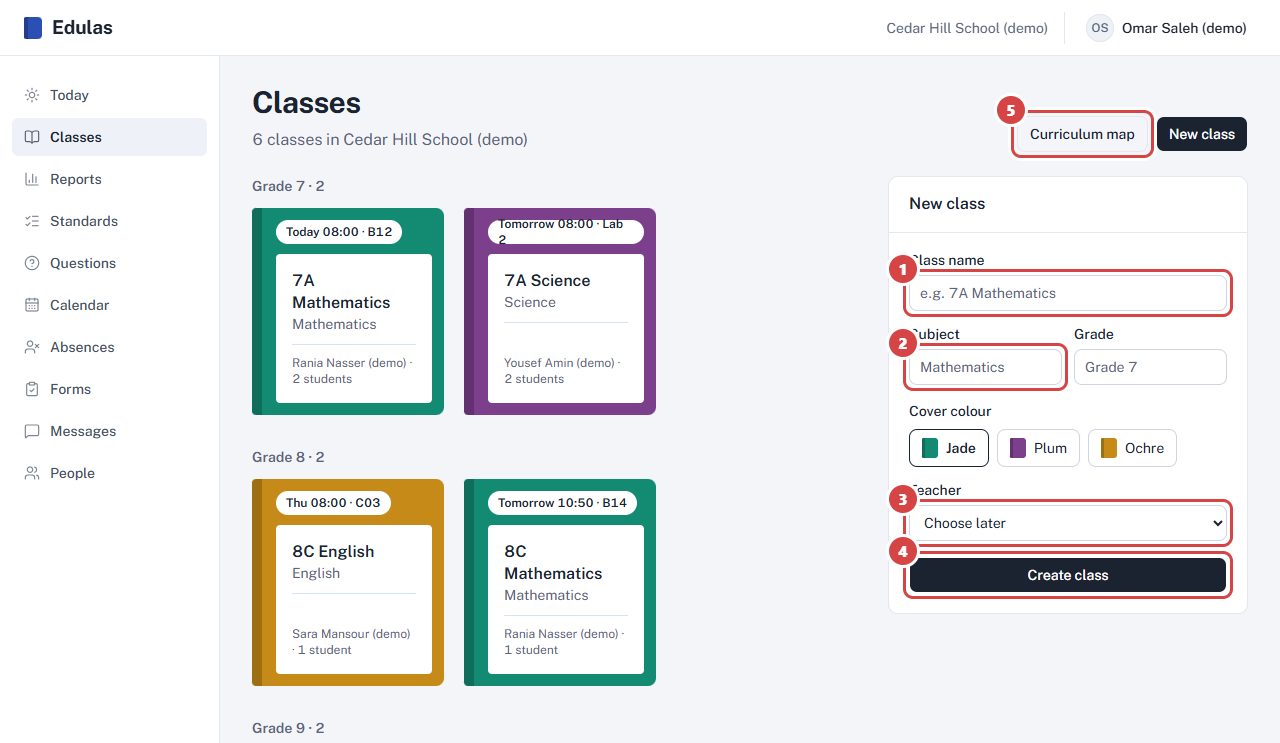 Edulas
Cedar Hill School (demo)
OS
Omar Saleh (demo)
Today
Classes
Reports
Standards
Questions
Calendar
Absences
Forms
Messages
People
Classes
6 classes in Cedar Hill School (demo)
5
Curriculum map
New class
Grade 7 · 2
Today 08:00 · B12
7A
Mathematics
Mathematics
Rania Nasser (demo) ·
2 students
Tomorrow 08:00 · Lab
2
7A Science
Science
Yousef Amin (demo) ·
2 students
Grade 8 · 2
Thu 08:00 · C03
8C English
English
Sara Mansour (demo)
· 1 student
Tomorrow 10:50 · B14
8C
Mathematics
Mathematics
Rania Nasser (demo) ·
1 student
Grade 9 · 2
New class
Class name
1
e.g. 7A Mathematics
Subject
Grade
2
Mathematics
Grade 7
Cover colour
Jade
Plum
Ochre
Teacher
3
Choose later
4
Create class